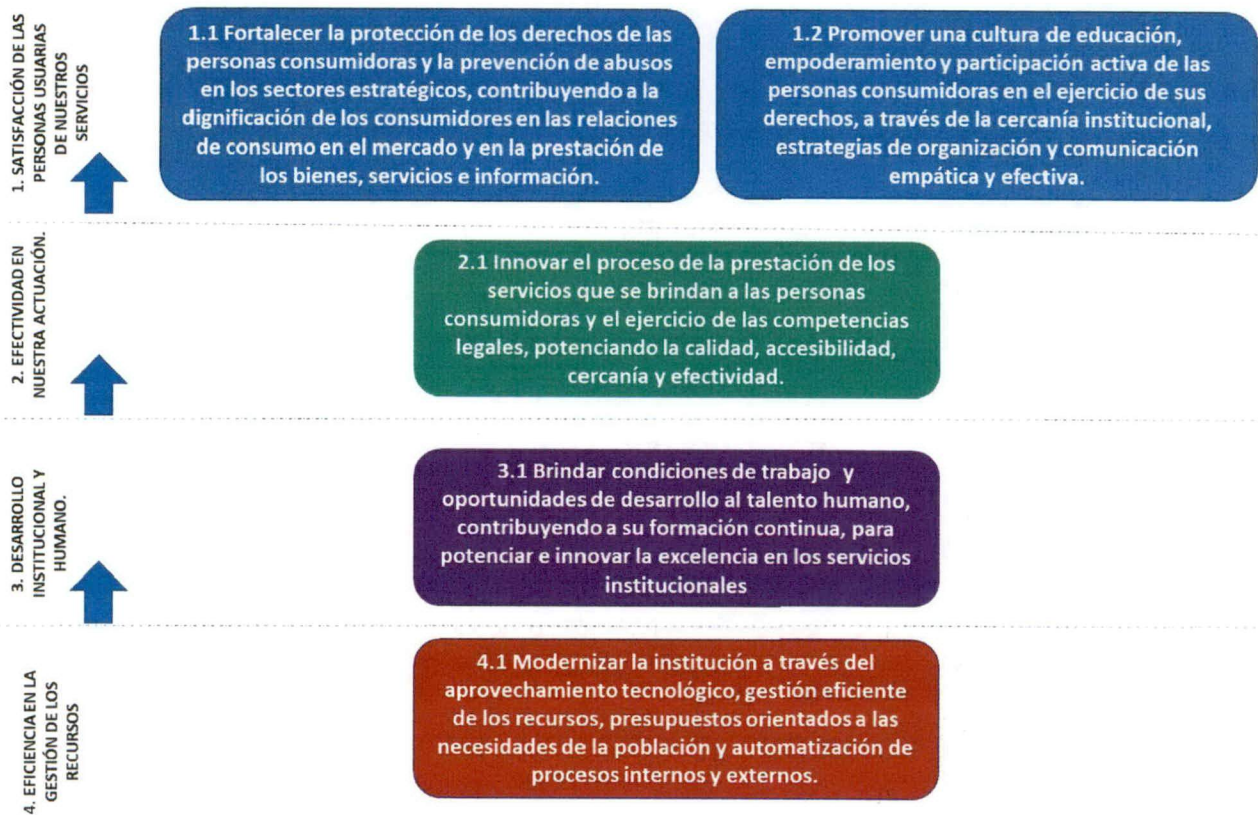 1. SATISFACCIÓN DE LAS
PERSONAS USUARIAS
DE NUESTROS
SERVICIOS
1.1 Fortalecer la protección de los derechos de las
personas consumidoras y la prevención de abusos
en los sectores estratégicos, contribuyendo a la
dignificación de los consumidores en las relaciones
de consumo en el mercado y en la prestación de
los bienes, servicios e información.
1.2 Promover una cultura de educación,
empoderamiento y participación activa de las
personas consumidoras en el ejercicio de sus
derechos, a través de la cercanía institucional,
estrategias de organización y comunicación
empática y efectiva.
2. EFECTIVIDAD EN
NUESTRA ACTUACIÓN.
2.1 Innovar el proceso de la prestación de los
servicios que se brindan a las personas
consumidoras y el ejercicio de las competencias
legales, potenciando la calidad, accesibilidad,
cercanía y efectividad.
3. DESARROLLO
INSTITUCIONAL Y
HUMANO.
3.1 Brindar condiciones de trabajo y
oportunidades de desarrollo al talento humano,
contribuyendo a su formación continua, para
potenciar e innovar la excelencia en los servicios
institucionales
4. EFICIENCIA EN LA
GESTIÓN DE LOS
RECURSOS
4.1 Modernizar la institución a través del
aprovechamiento tecnológico, gestión eficiente
de los recursos, presupuestos orientados a las
necesidades de la población y automatización de
procesos internos y externos.